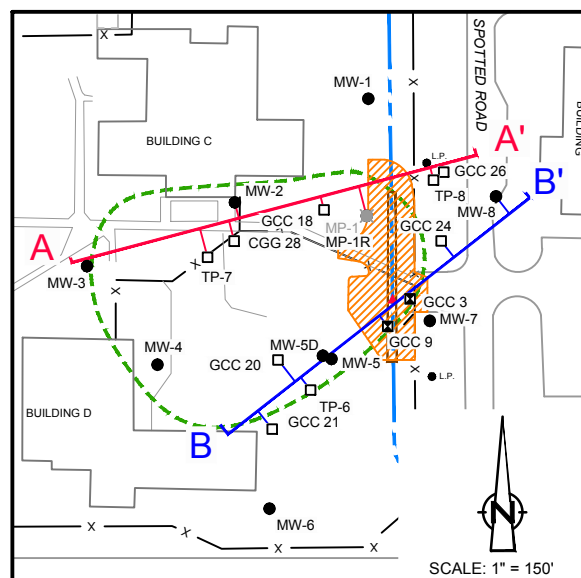 X
X
SPOTTED ROAD
MW-1
BUILDING C
BUILDING
L.P.
A'
GCC 26
TP-8
B'
MW-2
MW-8
GCC 18
MP-1
MP-1R
GCC 24
A
CGG 28
X
TP-7
X
X
MW-3
X
GCC 3
MW-7
GCC 9
MW-5D
MW-5
MW-4
GCC 20
L.P.
TP-6
X
BUILDING D
B
GCC 21
MW-6
N
X
X
X
X
SCALE: 1" = 150'